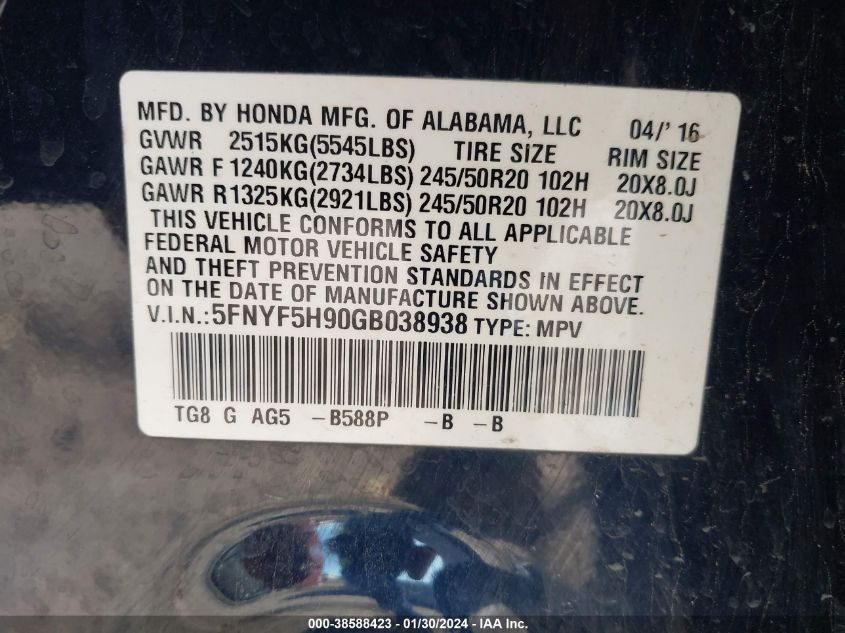 MFD. BY HONDA MFG. OF ALABAMA, LLC 04/' 16
GVWR 2515KG(5545LBS) TIRE SIZE RIM SIZE
GAWR F 1240KG(2734LBS) 245/50R20 102H 20X8.0J
GAWR R1325KG(2921LBS) 245/50R20 102H 20X8.0J
THIS VEHICLE CONFORMS TO ALL APPLICABLE
FEDERAL MOTOR VEHICLE SAFETY
AND THEFT PREVENTION STANDARDS IN EFFECT
ON THE DATE OF MANUFACTURE SHOWN ABOVE.
V.I.N.:5FNYF5H90GB038938 TYPE: MPV
TG8 G AG5 -B588P -B -B
000-38588423 - 01/30/2024 - IAA Inc.